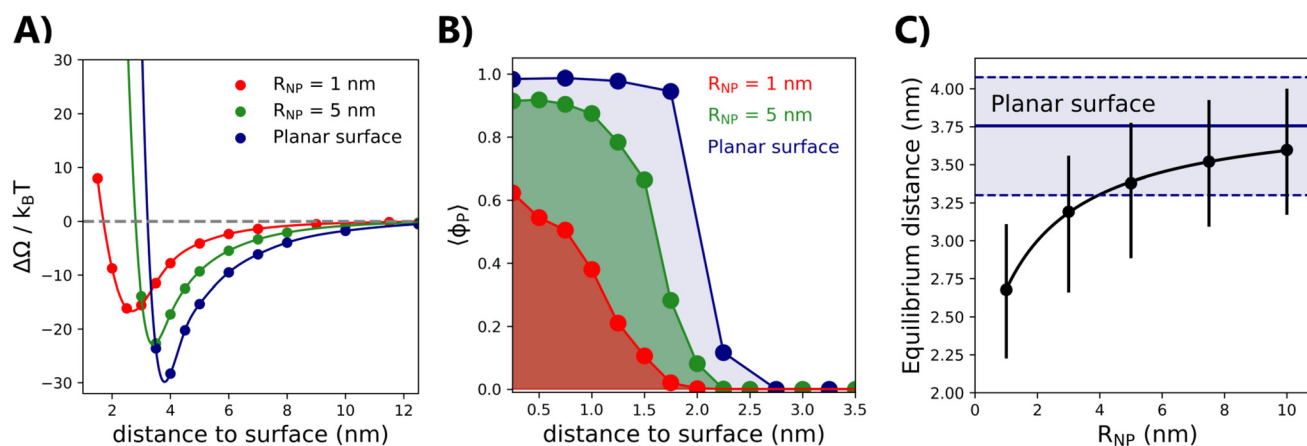 A)
30
20
10
0
−10
−20
−30
ΔΩ / k_BT
R_NP = 1 nm
R_NP = 5 nm
Planar surface
2
4
6
8
10
12
distance to surface (nm)
B)
1.0
0.8
0.6
0.4
0.2
0.0
⟨ϕ_P⟩
R_NP = 1 nm
R_NP = 5 nm
Planar surface
0.5
1.0
1.5
2.0
2.5
3.0
3.5
distance to surface (nm)
C)
4.00
3.75
3.50
3.25
3.00
2.75
2.50
2.25
2.00
Equilibrium distance (nm)
Planar surface
0
2
4
6
8
10
R_NP (nm)